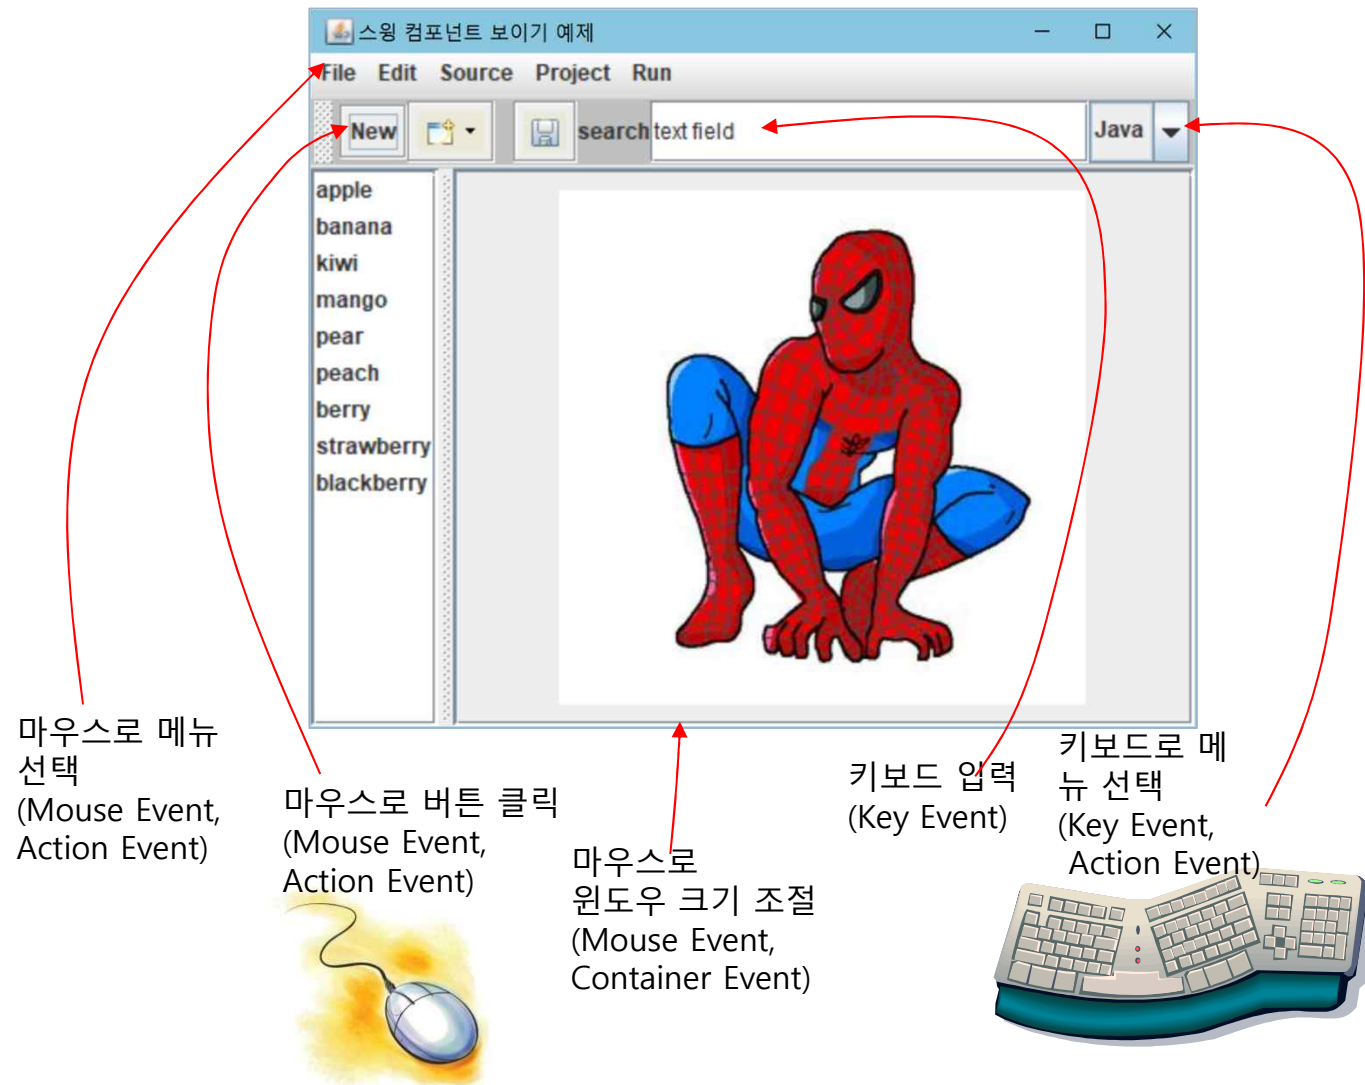 스윙 컴포넌트 보이기 예제
File Edit Source Project Run
New search text field Java
apple
banana
kiwi
mango
pear
peach
berry
strawberry
blackberry
마우스로 메뉴
선택
(Mouse Event,
Action Event)
마우스로 버튼 클릭
(Mouse Event,
Action Event)
마우스로
윈도우 크기 조절
(Mouse Event,
Container Event)
키보드 입력
(Key Event)
키보드로 메
뉴 선택
(Key Event,
Action Event)